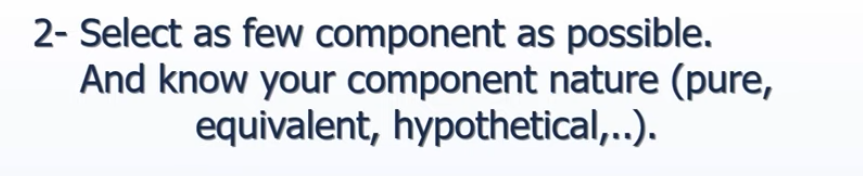 2- Select as few component as possible.
And know your component nature (pure,
equivalent, hypothetical,..).